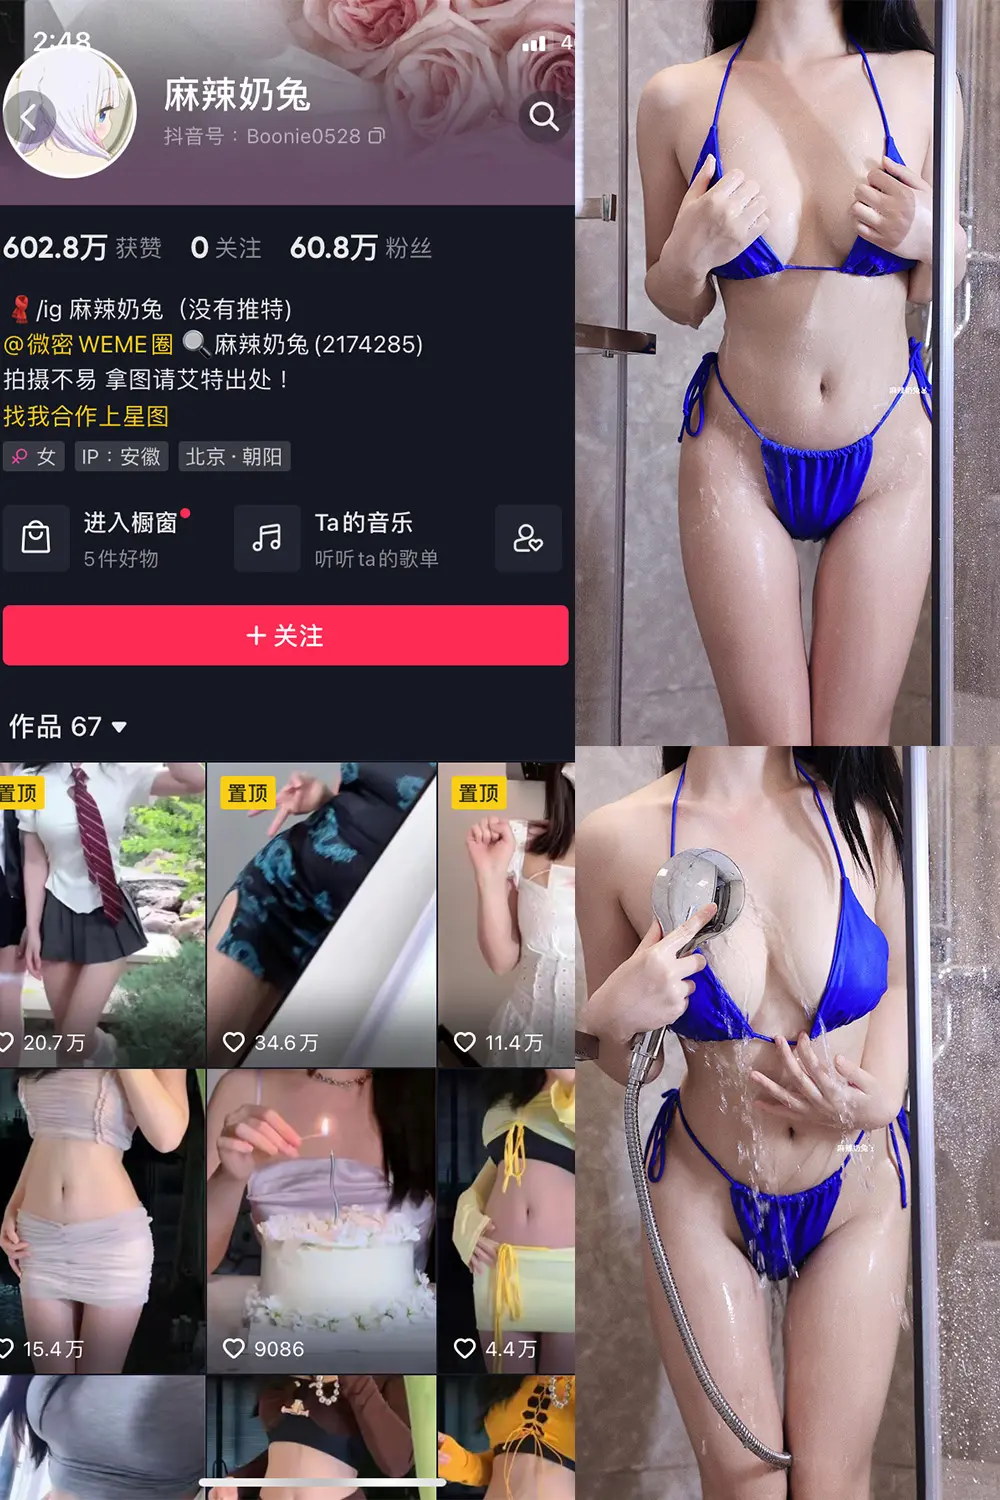 2:48
4
麻辣奶兔
抖音号：Boonie0528
602.8万 获赞 0 关注 60.8万 粉丝
/ig 麻辣奶兔（没有推特)
@微密 WEME圈 麻辣奶兔(2174285)
拍摄不易 拿图请艾特出处！
找我合作上星图
女 IP：安徽 北京·朝阳
进入橱窗 Ta的音乐
5件好物 听听ta的歌单
+ 关注
作品 67
置顶 置顶 置顶
20.7万 34.6万 11.4万
15.4万 9086 4.4万
麻辣奶兔
麻辣奶兔